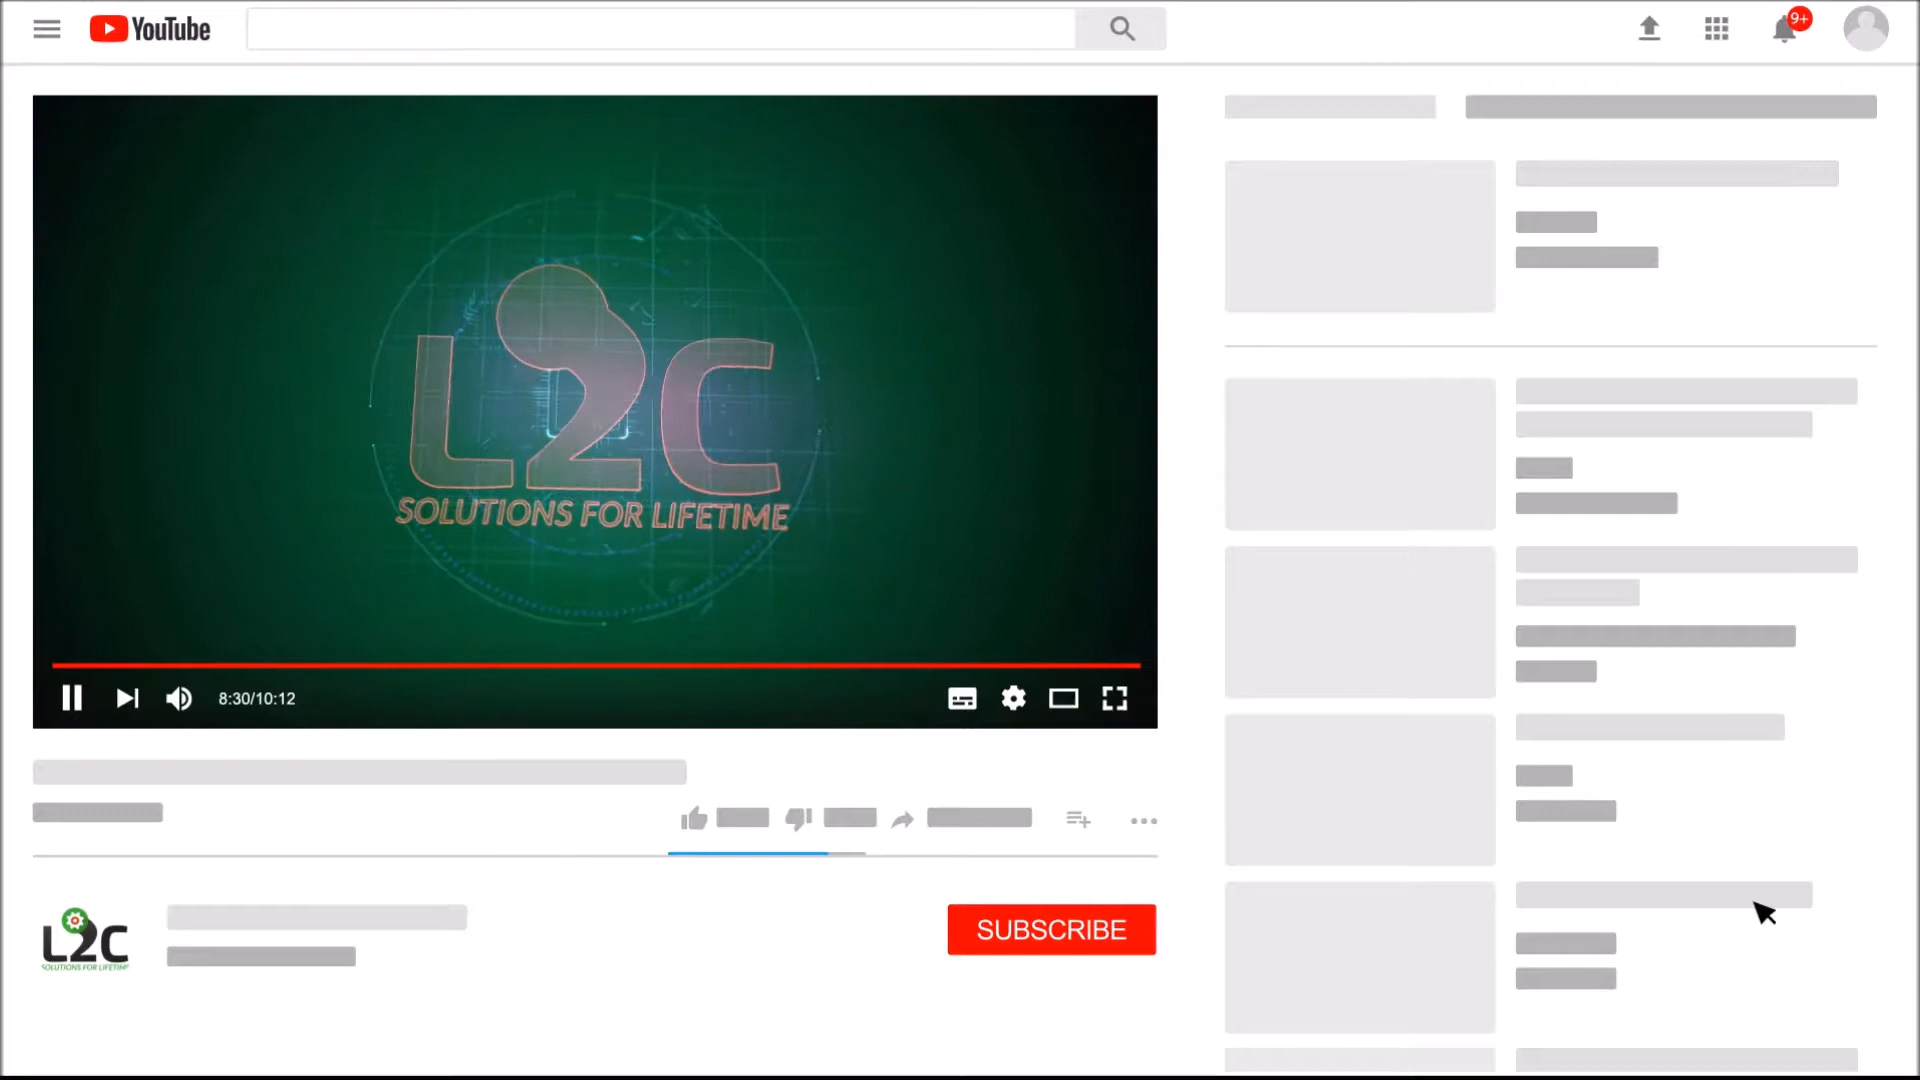 YouTube
9+
L2C
SOLUTIONS FOR LIFETIME
8:30/10:12
L2C
SOLUTIONS FOR LIFETIME
SUBSCRIBE